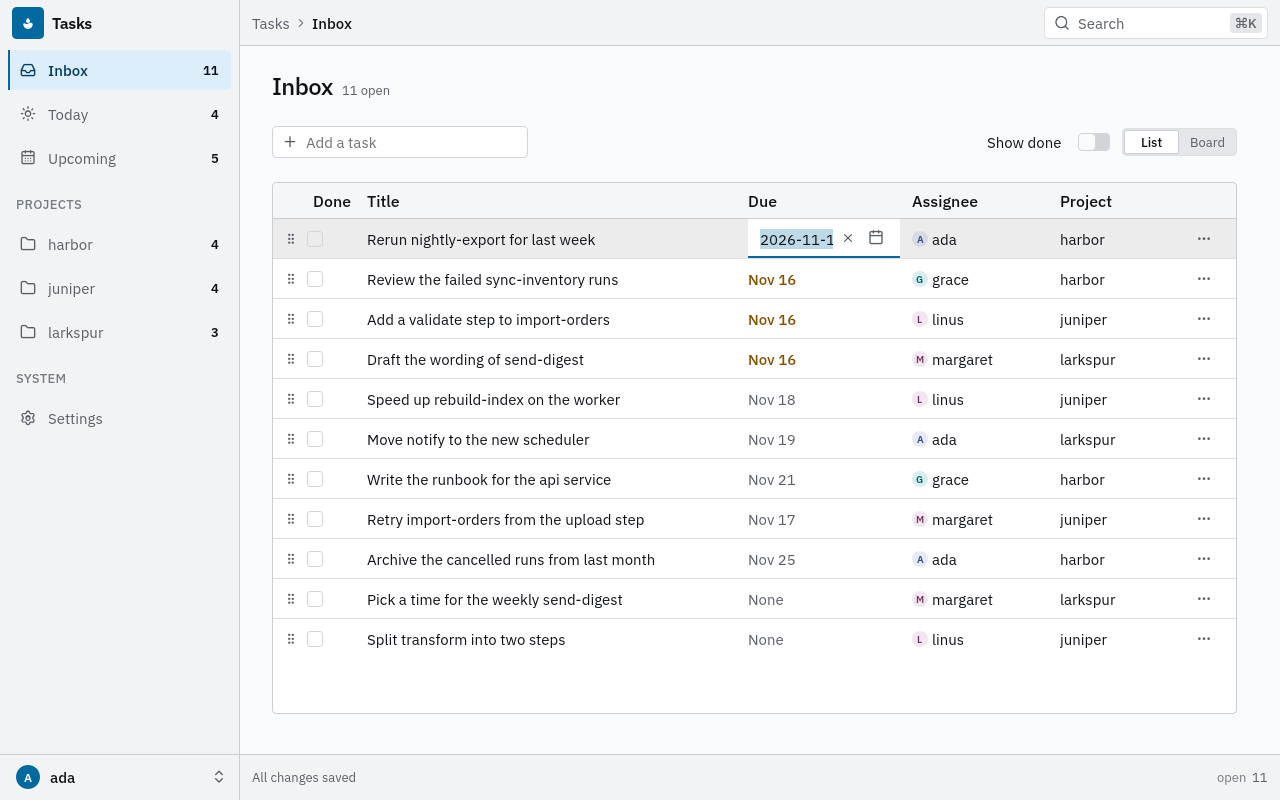 Tasks
Tasks > Inbox
Search
⌘K
Inbox 11
Today 4
Upcoming 5
PROJECTS
harbor 4
juniper 4
larkspur 3
SYSTEM
Settings
A ada
Inbox 11 open
Add a task
Show done
List Board
Done Title Due Assignee Project
Rerun nightly-export for last week 2026-11-1 A ada harbor
Review the failed sync-inventory runs Nov 16 G grace harbor
Add a validate step to import-orders Nov 16 L linus juniper
Draft the wording of send-digest Nov 16 M margaret larkspur
Speed up rebuild-index on the worker Nov 18 L linus juniper
Move notify to the new scheduler Nov 19 A ada larkspur
Write the runbook for the api service Nov 21 G grace harbor
Retry import-orders from the upload step Nov 17 M margaret juniper
Archive the cancelled runs from last month Nov 25 A ada harbor
Pick a time for the weekly send-digest None M margaret larkspur
Split transform into two steps None L linus juniper
All changes saved
open 11